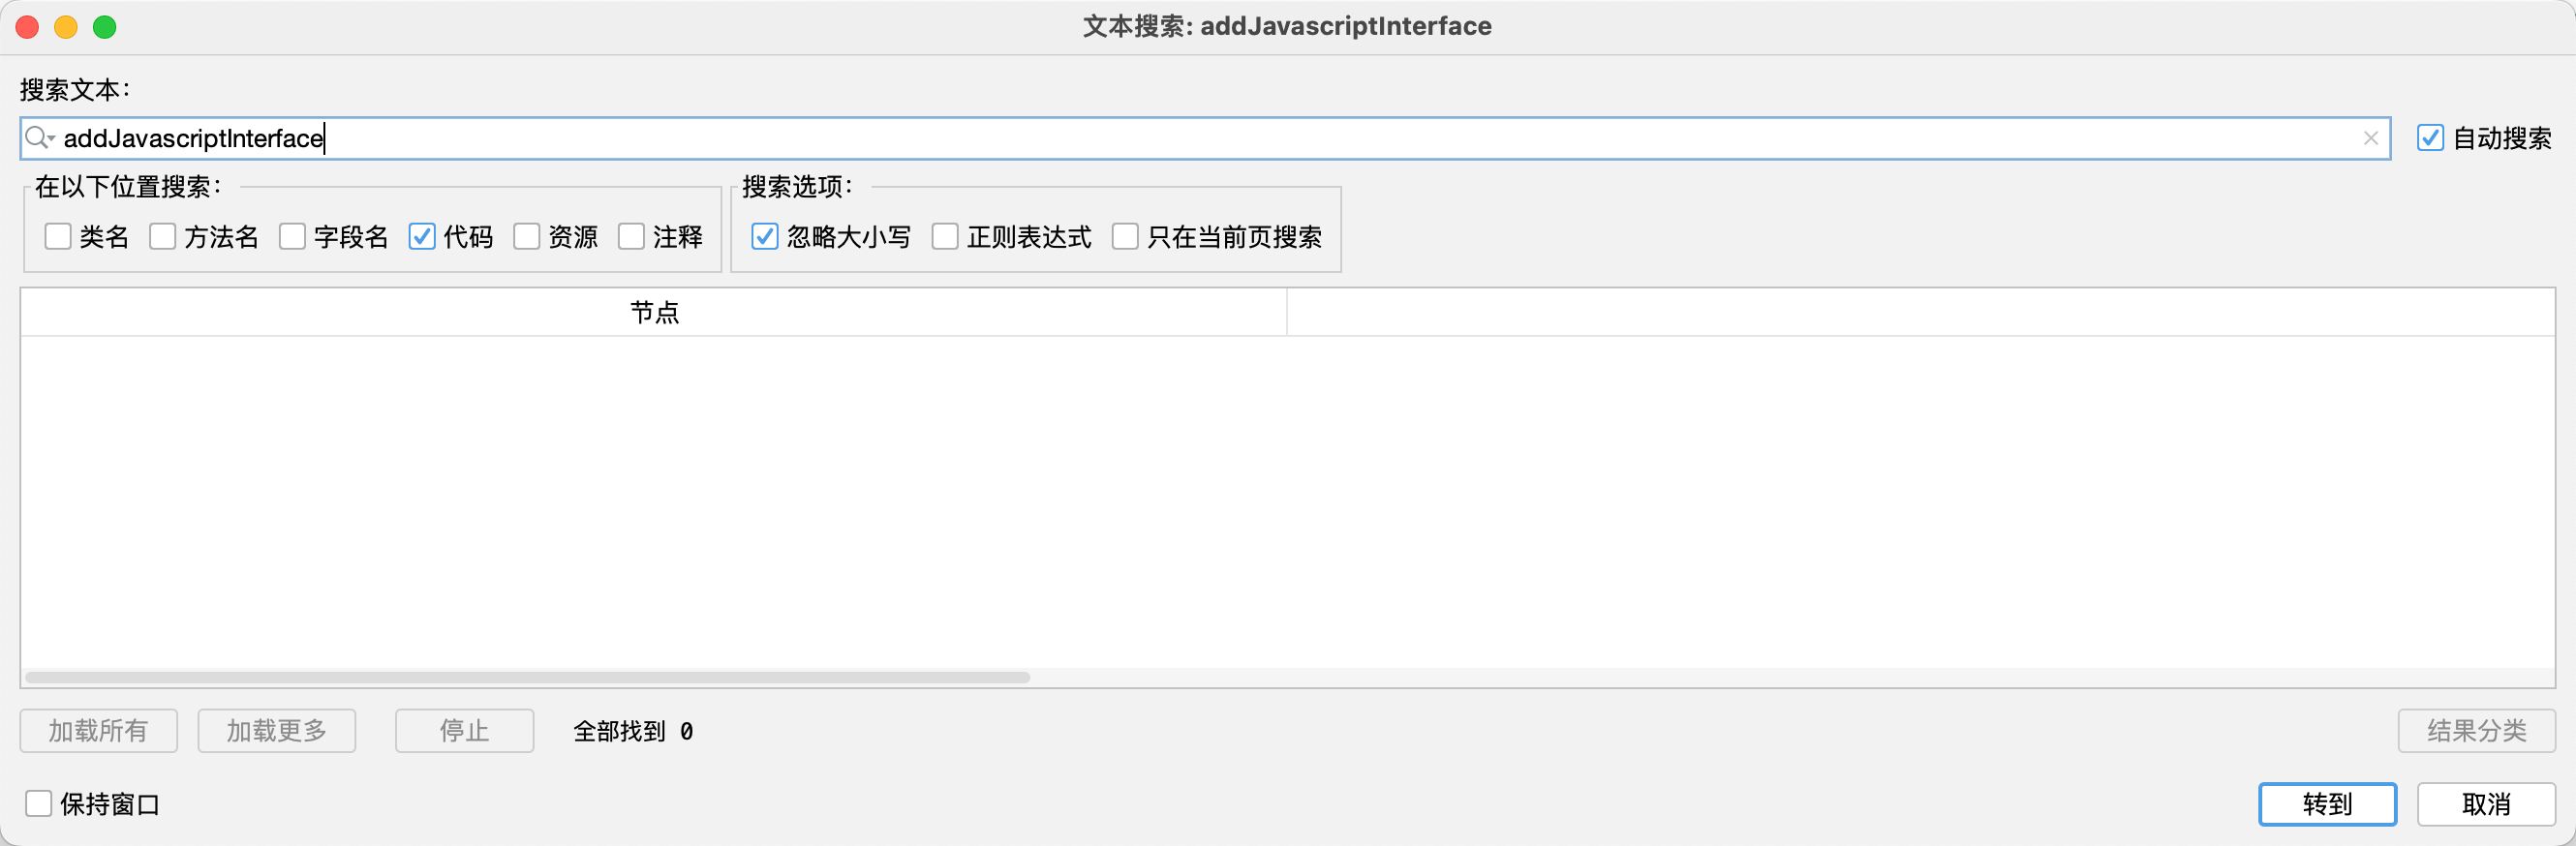 文本搜索: addJavascriptInterface
搜索文本:
addJavascriptInterface
自动搜索
在以下位置搜索:
搜索选项:
类名 方法名 字段名 代码 资源 注释
忽略大小写 正则表达式 只在当前页搜索
节点
加载所有 加载更多 停止 全部找到 0 结果分类
保持窗口 转到 取消